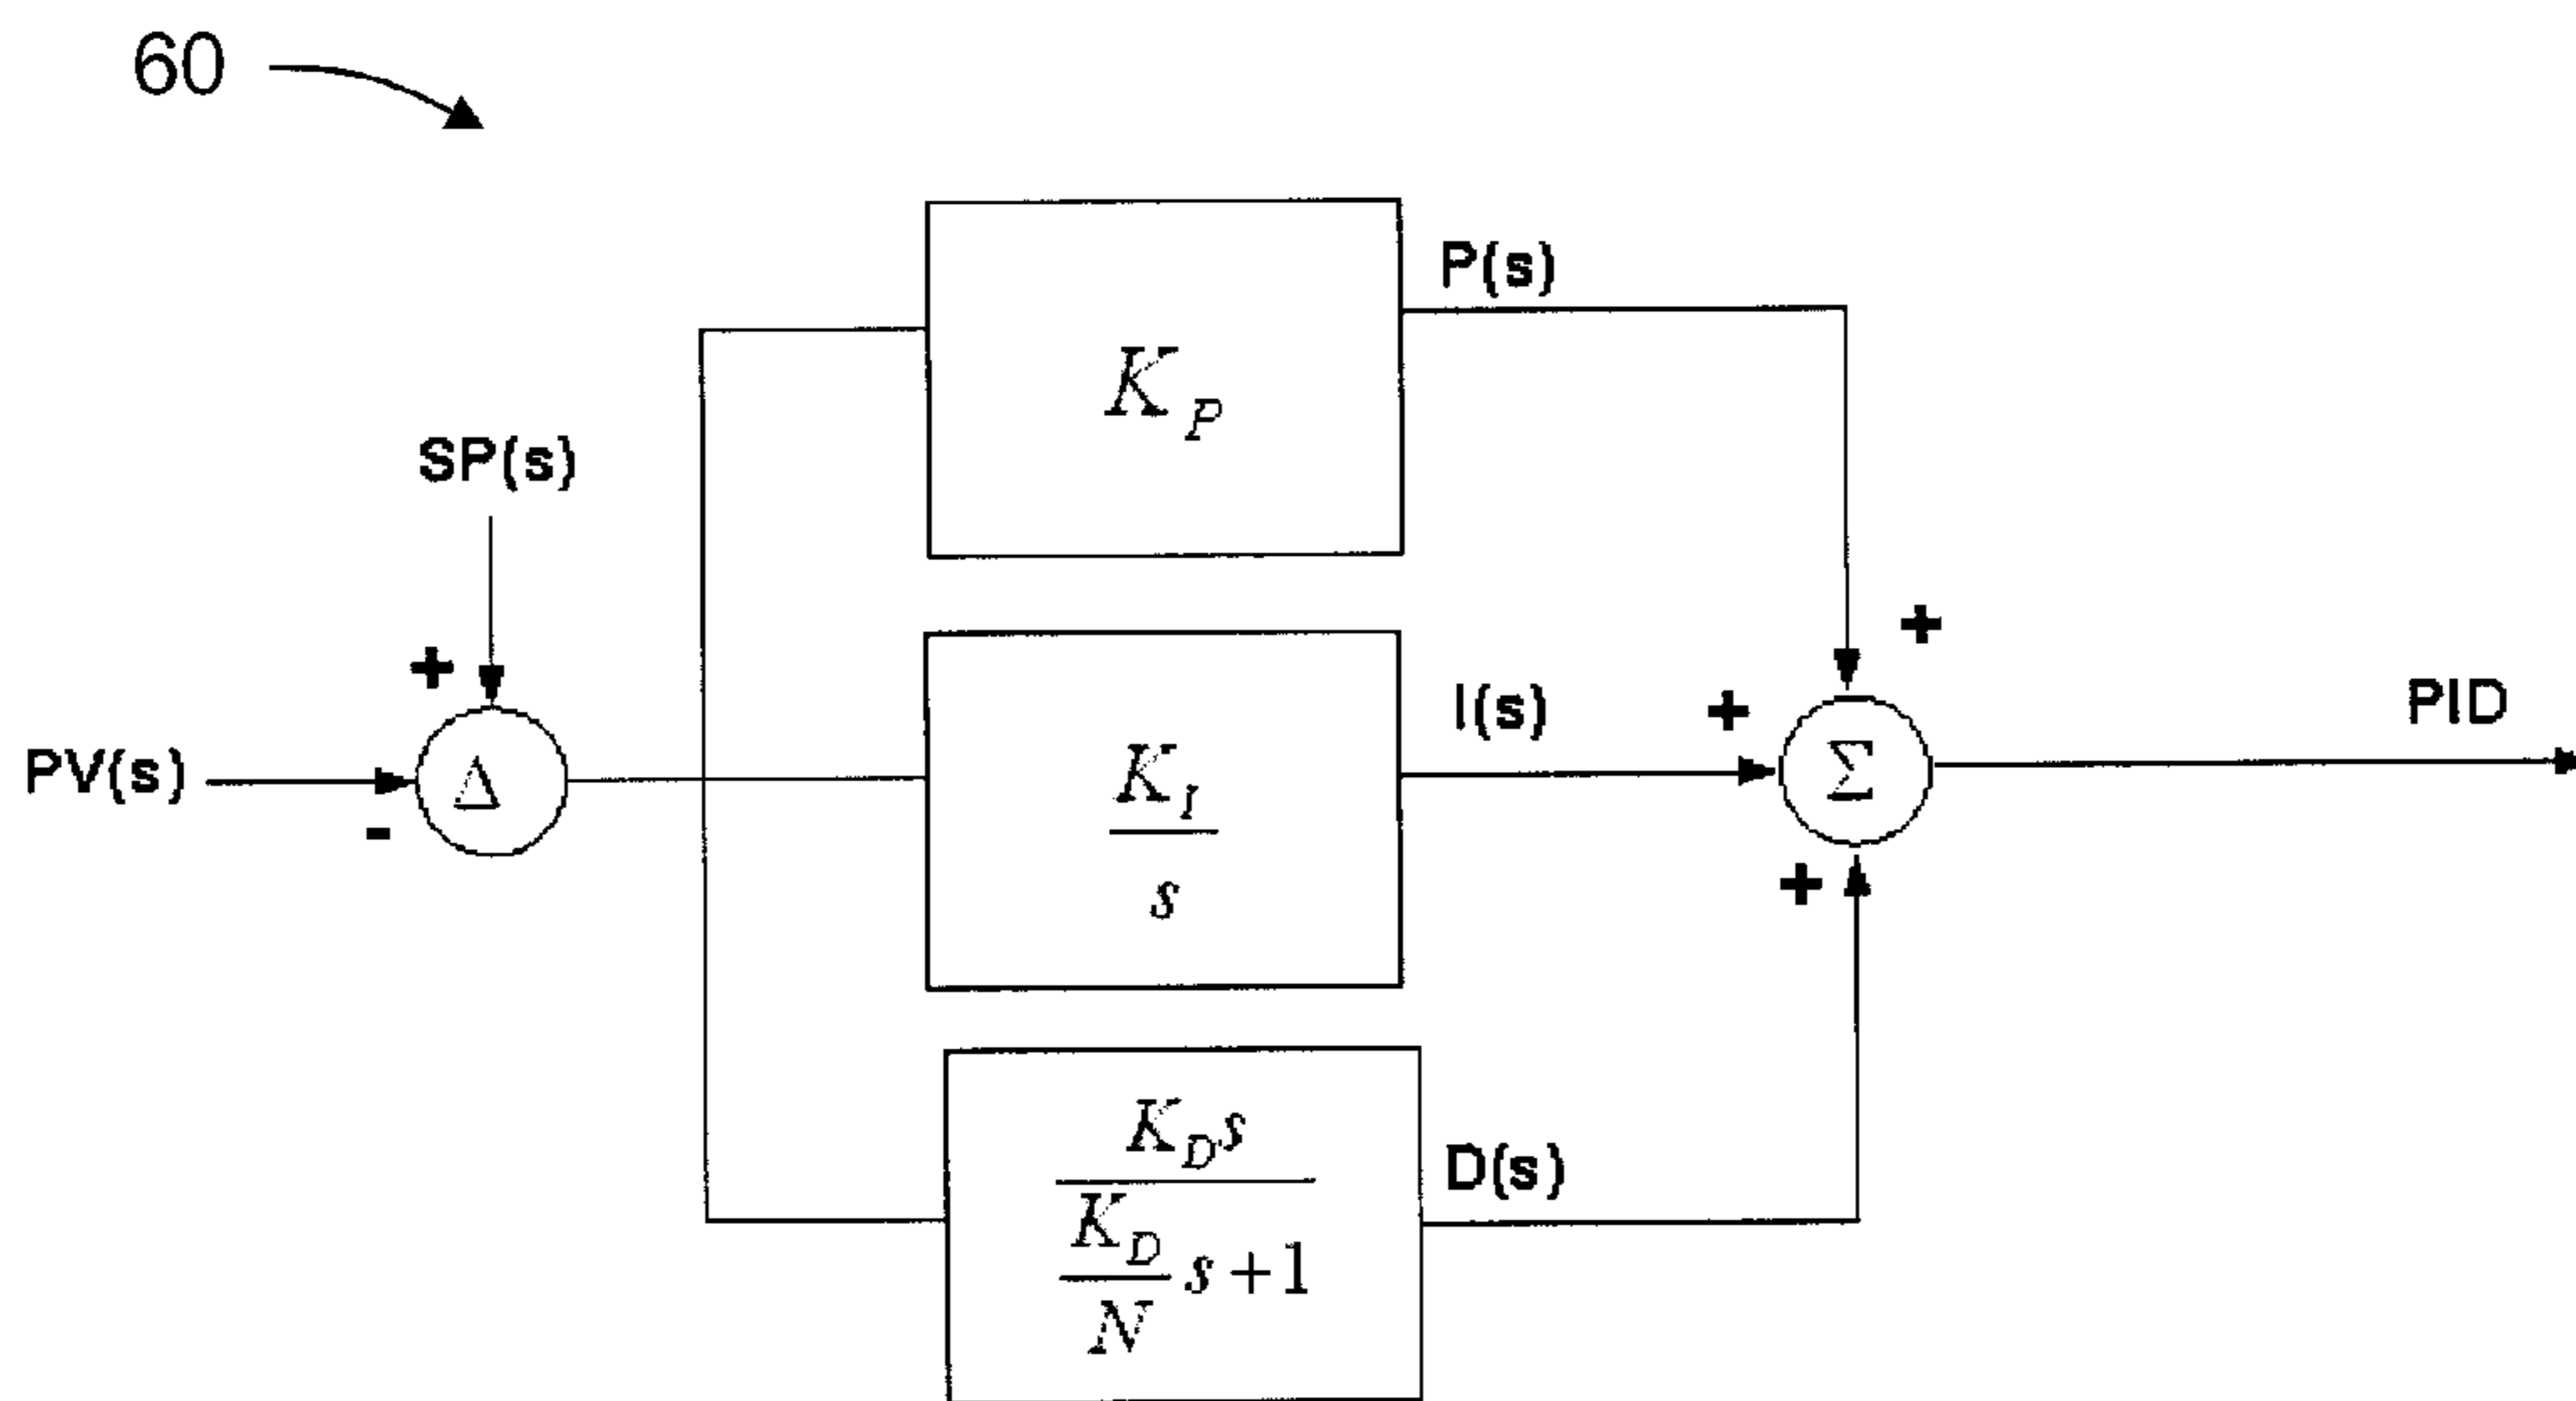 60
P(s)
K_P
SP(s)
+
+
PV(s)
-
Δ
K_I
s
I(s)
+
Σ
PID
+
K_D s
K_D
N
s+1
D(s)